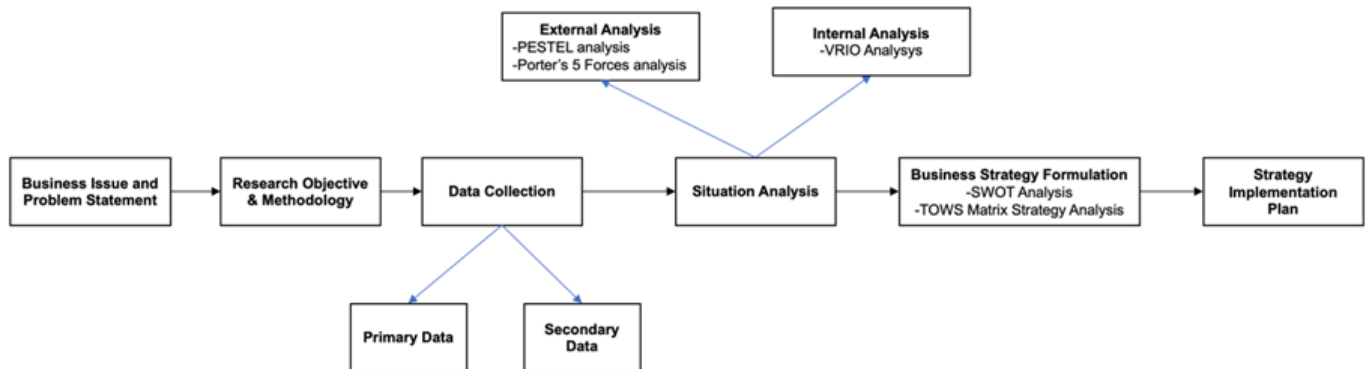 External Analysis
-PESTEL analysis
-Porter's 5 Forces analysis
Internal Analysis
-VRIO Analysys
Business Issue and
Problem Statement
Research Objective
& Methodology
Data Collection
Situation Analysis
Business Strategy Formulation
-SWOT Analysis
-TOWS Matrix Strategy Analysis
Strategy
Implementation
Plan
Primary Data
Secondary
Data